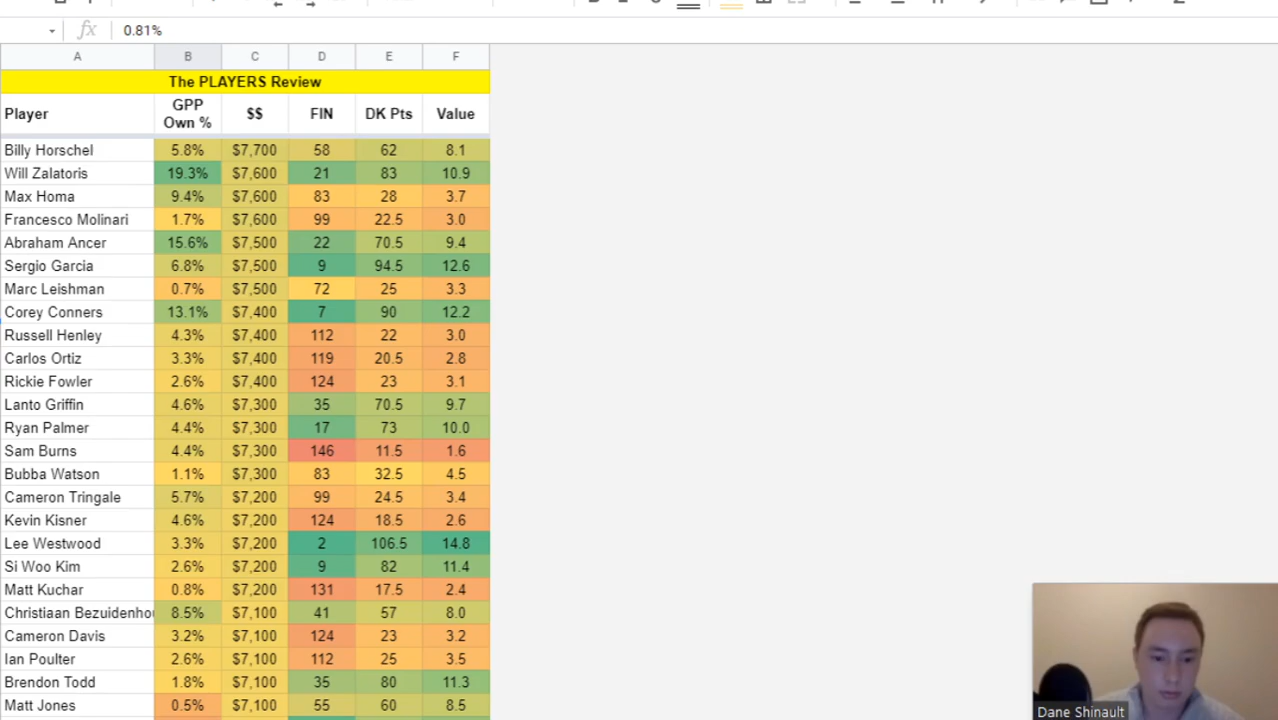 fx 0.81%
A B C D E F
The PLAYERS Review
Player GPP Own % $$ FIN DK Pts Value
Billy Horschel 5.8% $7,700 58 62 8.1
Will Zalatoris 19.3% $7,600 21 83 10.9
Max Homa 9.4% $7,600 83 28 3.7
Francesco Molinari 1.7% $7,600 99 22.5 3.0
Abraham Ancer 15.6% $7,500 22 70.5 9.4
Sergio Garcia 6.8% $7,500 9 94.5 12.6
Marc Leishman 0.7% $7,500 72 25 3.3
Corey Conners 13.1% $7,400 7 90 12.2
Russell Henley 4.3% $7,400 112 22 3.0
Carlos Ortiz 3.3% $7,400 119 20.5 2.8
Rickie Fowler 2.6% $7,400 124 23 3.1
Lanto Griffin 4.6% $7,300 35 70.5 9.7
Ryan Palmer 4.4% $7,300 17 73 10.0
Sam Burns 4.4% $7,300 146 11.5 1.6
Bubba Watson 1.1% $7,300 83 32.5 4.5
Cameron Tringale 5.7% $7,200 99 24.5 3.4
Kevin Kisner 4.6% $7,200 124 18.5 2.6
Lee Westwood 3.3% $7,200 2 106.5 14.8
Si Woo Kim 2.6% $7,200 9 82 11.4
Matt Kuchar 0.8% $7,200 131 17.5 2.4
Christiaan Bezuidenho 8.5% $7,100 41 57 8.0
Cameron Davis 3.2% $7,100 124 23 3.2
Ian Poulter 2.6% $7,100 112 25 3.5
Brendon Todd 1.8% $7,100 35 80 11.3
Matt Jones 0.5% $7,100 55 60 8.5
Dane Shinault